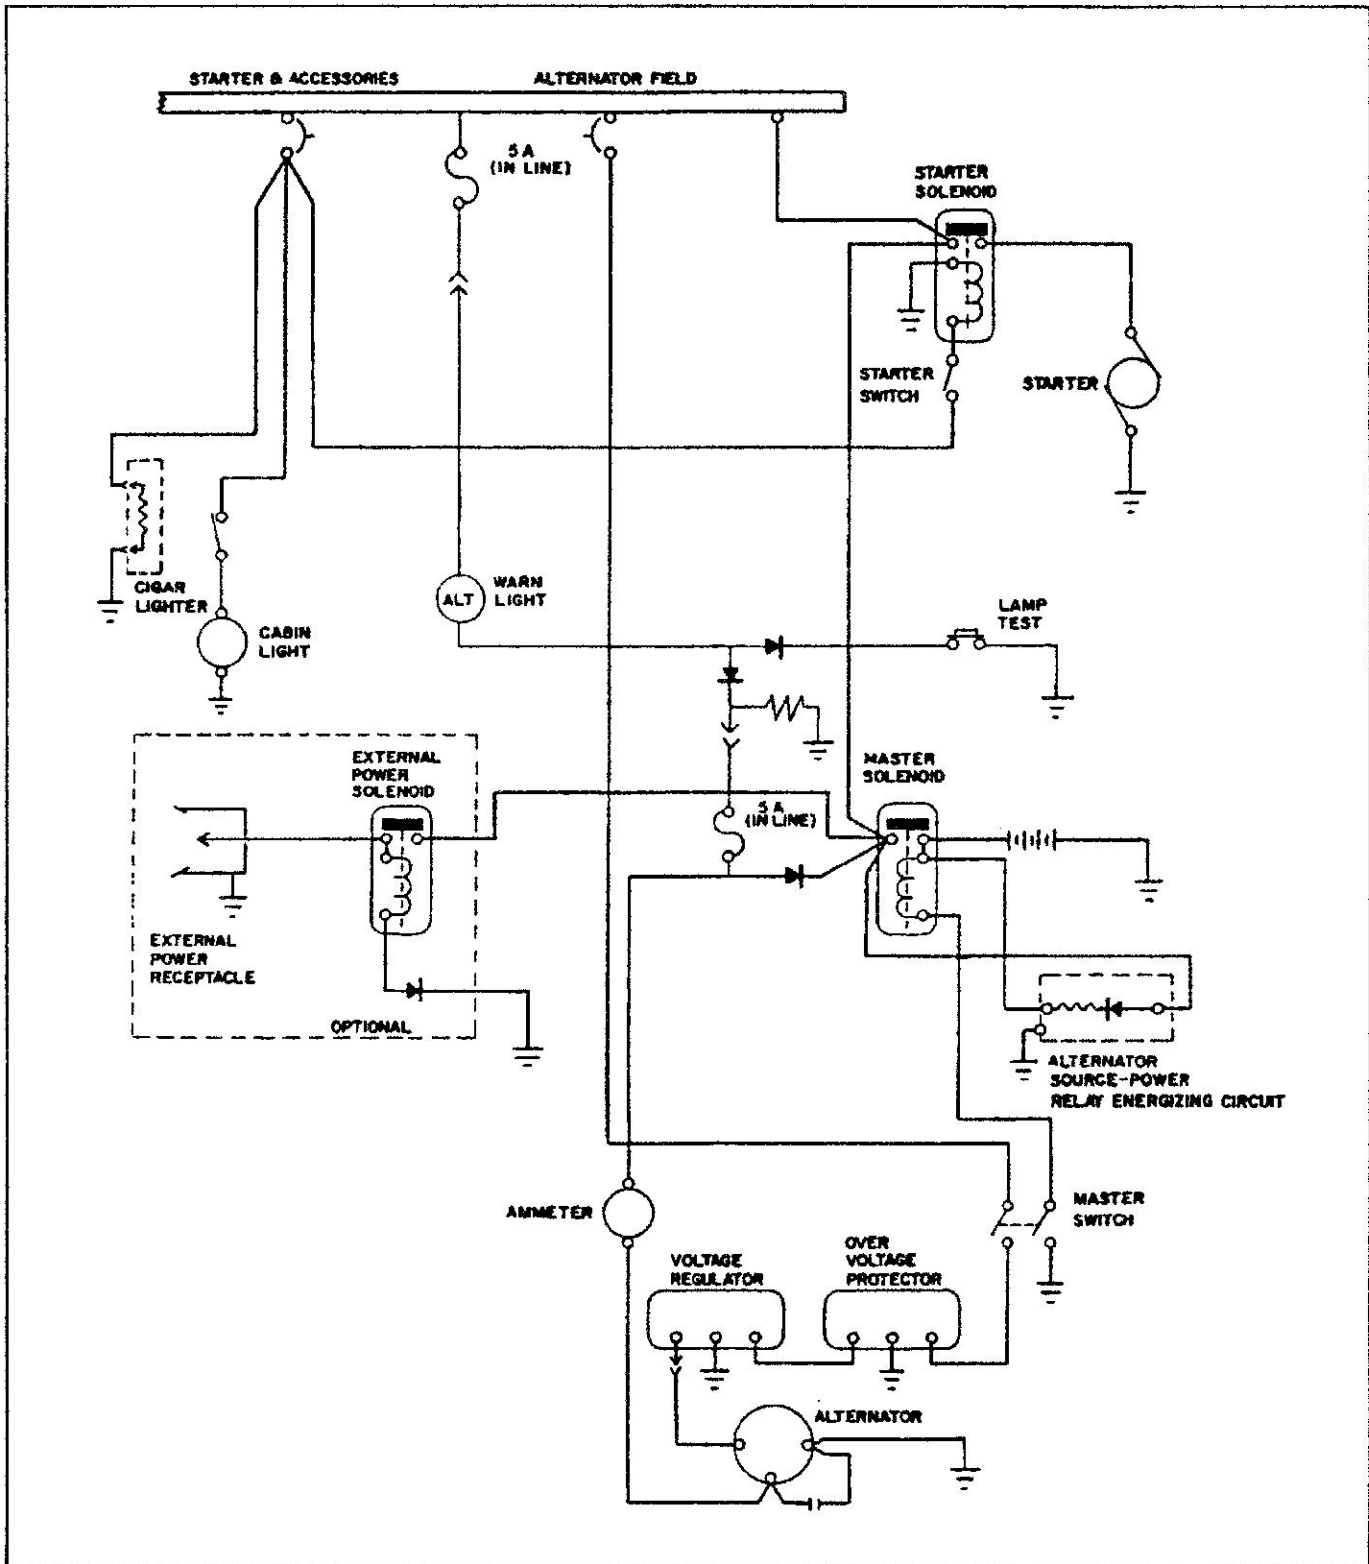 STARTER & ACCESSORIES
ALTERNATOR FIELD
5 A
(IN LINE)
STARTER
SOLENOID
STARTER
SWITCH
STARTER
CIGAR
LIGHTER
CABIN
LIGHT
ALT
WARN
LIGHT
LAMP
TEST
EXTERNAL
POWER
SOLENOID
MASTER
SOLENOID
5 A
(IN LINE)
EXTERNAL
POWER
RECEPTACLE
OPTIONAL
ALTERNATOR
SOURCE-POWER
RELAY ENERGIZING CIRCUIT
AMMETER
MASTER
SWITCH
VOLTAGE
REGULATOR
OVER
VOLTAGE
PROTECTOR
ALTERNATOR